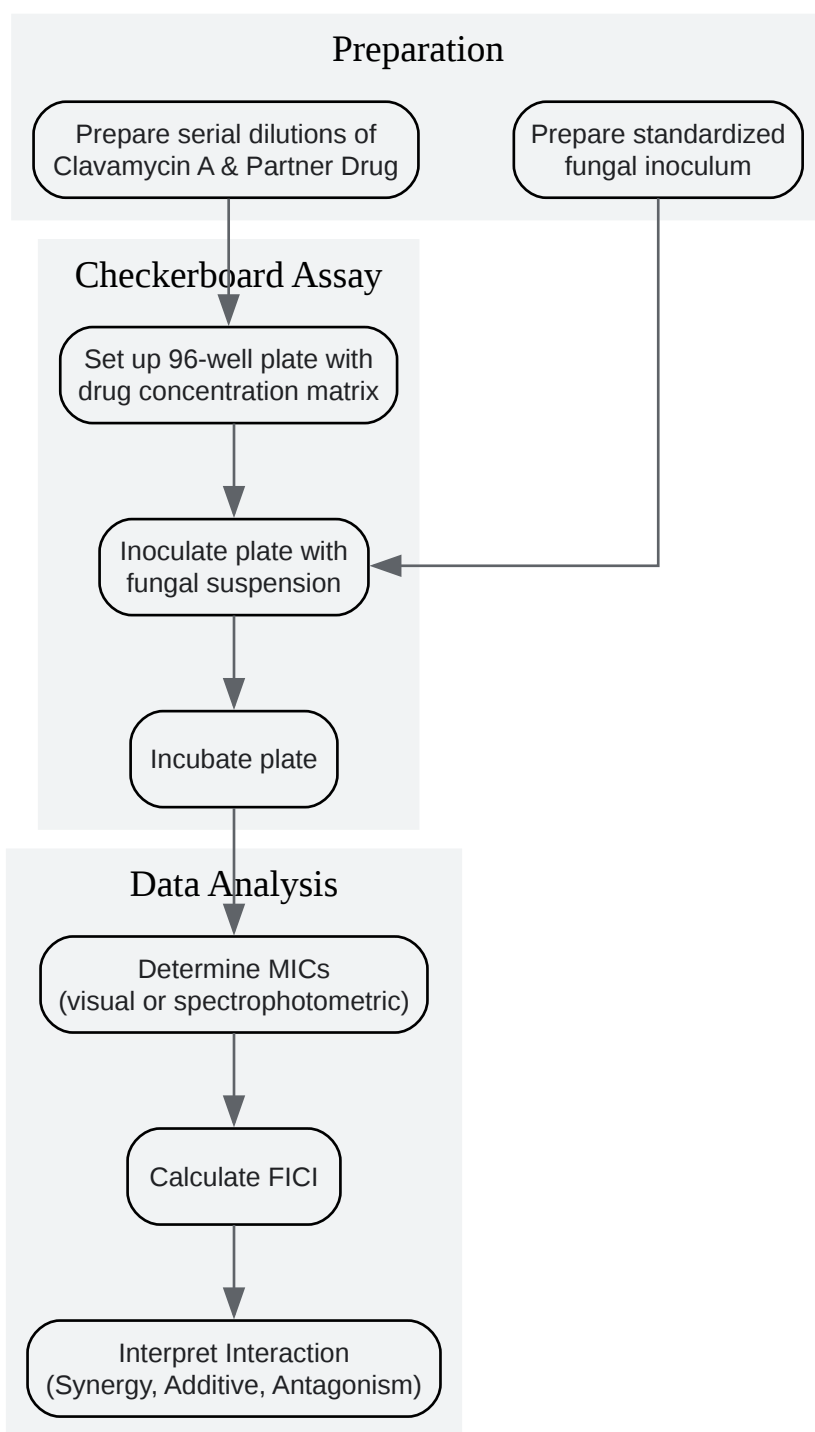 Preparation
Prepare serial dilutions of
Clavamycin A & Partner Drug
Prepare standardized
fungal inoculum
Checkerboard Assay
Set up 96-well plate with
drug concentration matrix
Inoculate plate with
fungal suspension
Incubate plate
Data Analysis
Determine MICs
(visual or spectrophotometric)
Calculate FICI
Interpret Interaction
(Synergy, Additive, Antagonism)